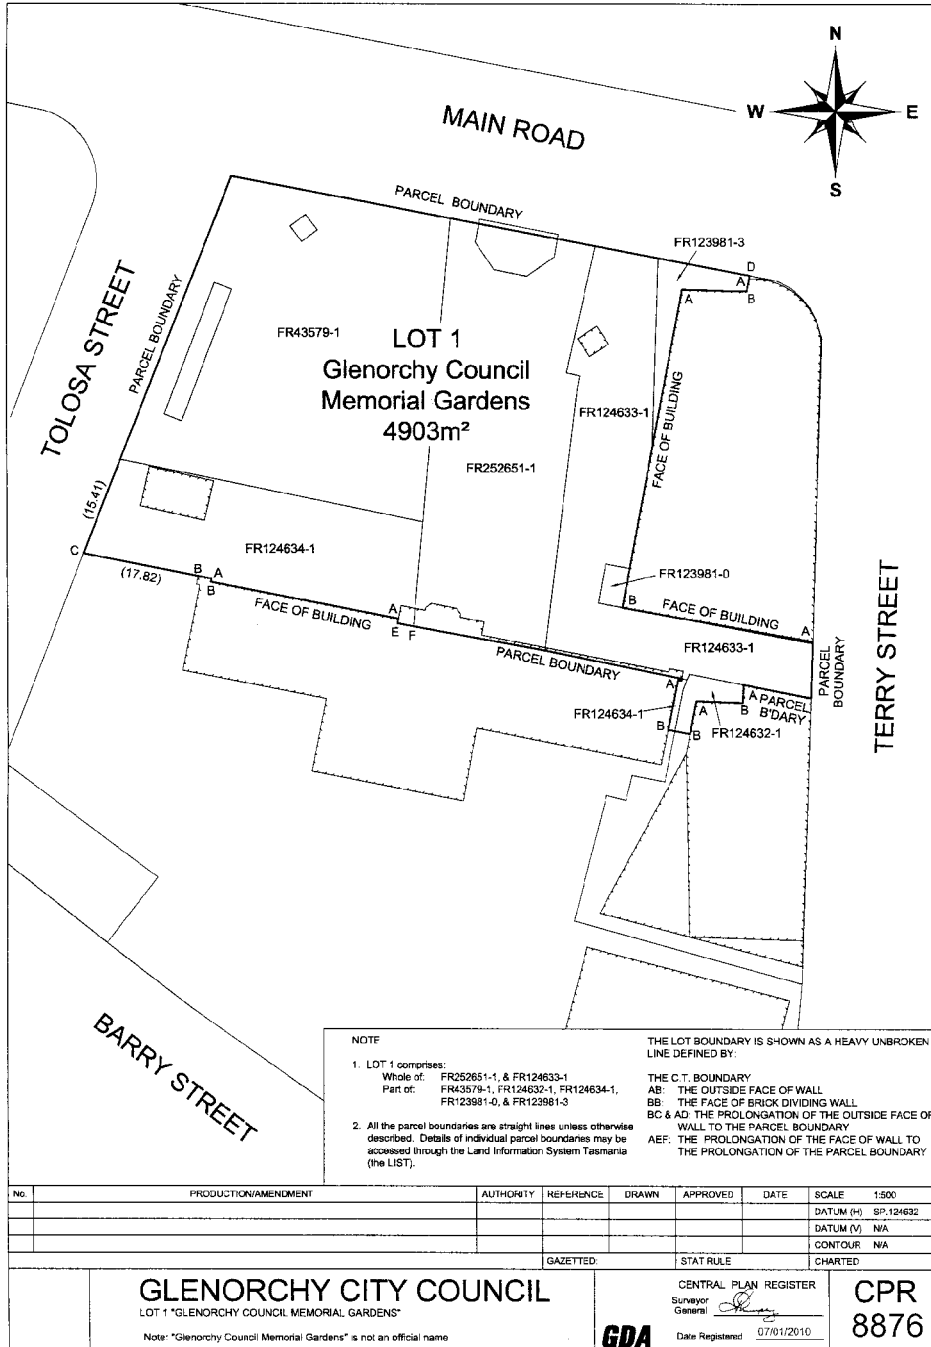 N
W
E
S
MAIN ROAD
PARCEL BOUNDARY
FR123981-3
D
A
A
B
TOLOSA STREET
PARCEL BOUNDARY
FR43579-1
LOT 1
Glenorchy Council
Memorial Gardens
4903m²
FR124633-1
FACE OF BUILDING
FR252651-1
(15.41)
C
(17.82)
FR124634-1
B
A
B
FACE OF BUILDING
A
E
F
FR123981-0
B
FACE OF BUILDING
A
PARCEL BOUNDARY
FR124633-1
PARCEL
BOUNDARY
TERRY STREET
A
FR124634-1
B
B
A
A
B
PARCEL
B'DARY
FR124632-1
BARRY STREET
NOTE
1. LOT 1 comprises:
Whole of: FR252651-1, & FR124633-1
Part of: FR43579-1, FR124632-1, FR124634-1,
FR123981-0, & FR123981-3
2. All the parcel boundaries are straight lines unless otherwise
described. Details of individual parcel boundaries may be
accessed through the Land Information System Tasmania
(the LIST).
THE LOT BOUNDARY IS SHOWN AS A HEAVY UNBROKEN
LINE DEFINED BY:
THE C.T. BOUNDARY
AB: THE OUTSIDE FACE OF WALL
BB: THE FACE OF BRICK DIVIDING WALL
BC & AD: THE PROLONGATION OF THE OUTSIDE FACE OF
WALL TO THE PARCEL BOUNDARY
AEF: THE PROLONGATION OF THE FACE OF WALL TO
THE PROLONGATION OF THE PARCEL BOUNDARY
No. PRODUCTION/AMENDMENT AUTHORITY REFERENCE DRAWN APPROVED DATE SCALE 1:500
DATUM (H) SP.124632
DATUM (V) N/A
CONTOUR N/A
GAZETTED: STAT RULE CHARTED
GLENORCHY CITY COUNCIL
LOT 1 "GLENORCHY COUNCIL MEMORIAL GARDENS"
Note: "Glenorchy Council Memorial Gardens" is not an official name
GDA
CENTRAL PLAN REGISTER
Surveyor
General
Date Registered 07/01/2010
CPR
8876